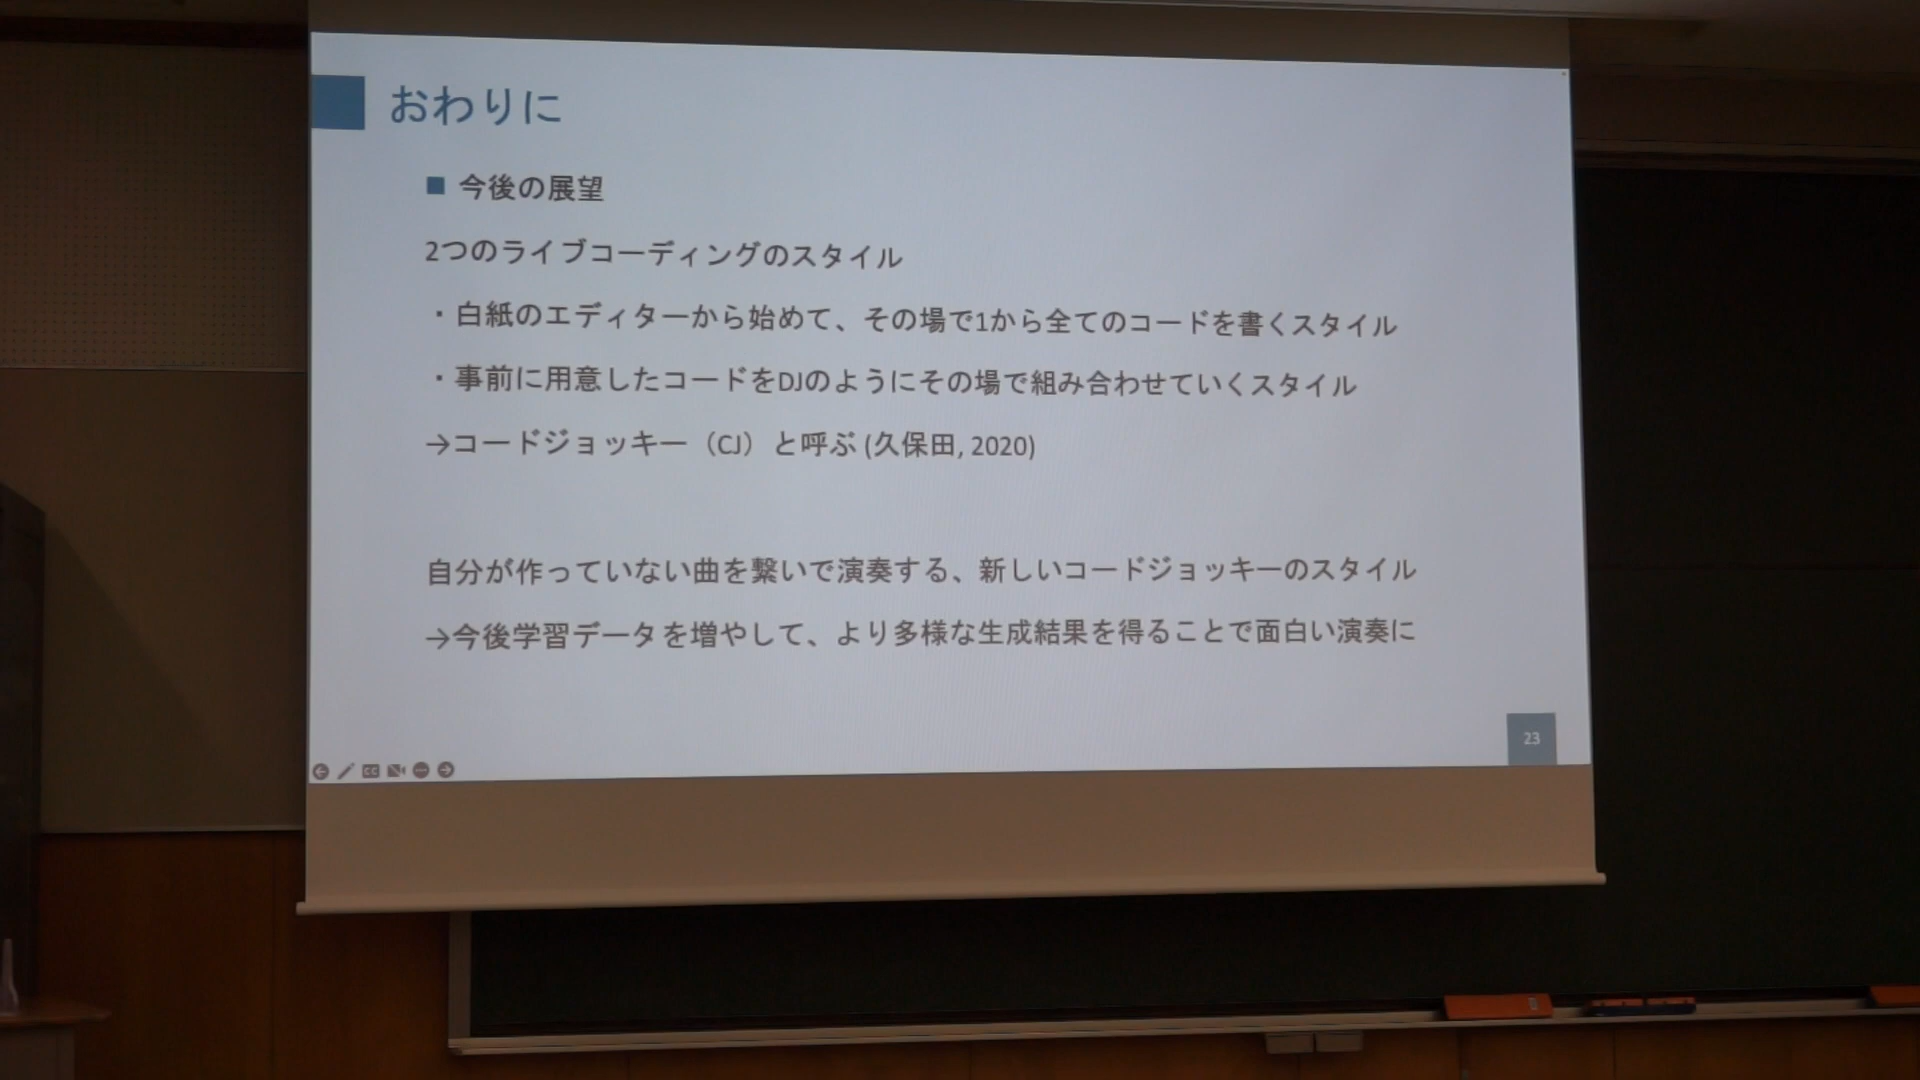 おわりに
■ 今後の展望
2つのライブコーディングのスタイル
・白紙のエディターから始めて、その場で1から全てのコードを書くスタイル
・事前に用意したコードをDJのようにその場で組み合わせていくスタイル
→コードジョッキー（CJ）と呼ぶ (久保田, 2020)
自分が作っていない曲を繋いで演奏する、新しいコードジョッキーのスタイル
→今後学習データを増やして、より多様な生成結果を得ることで面白い演奏に
23